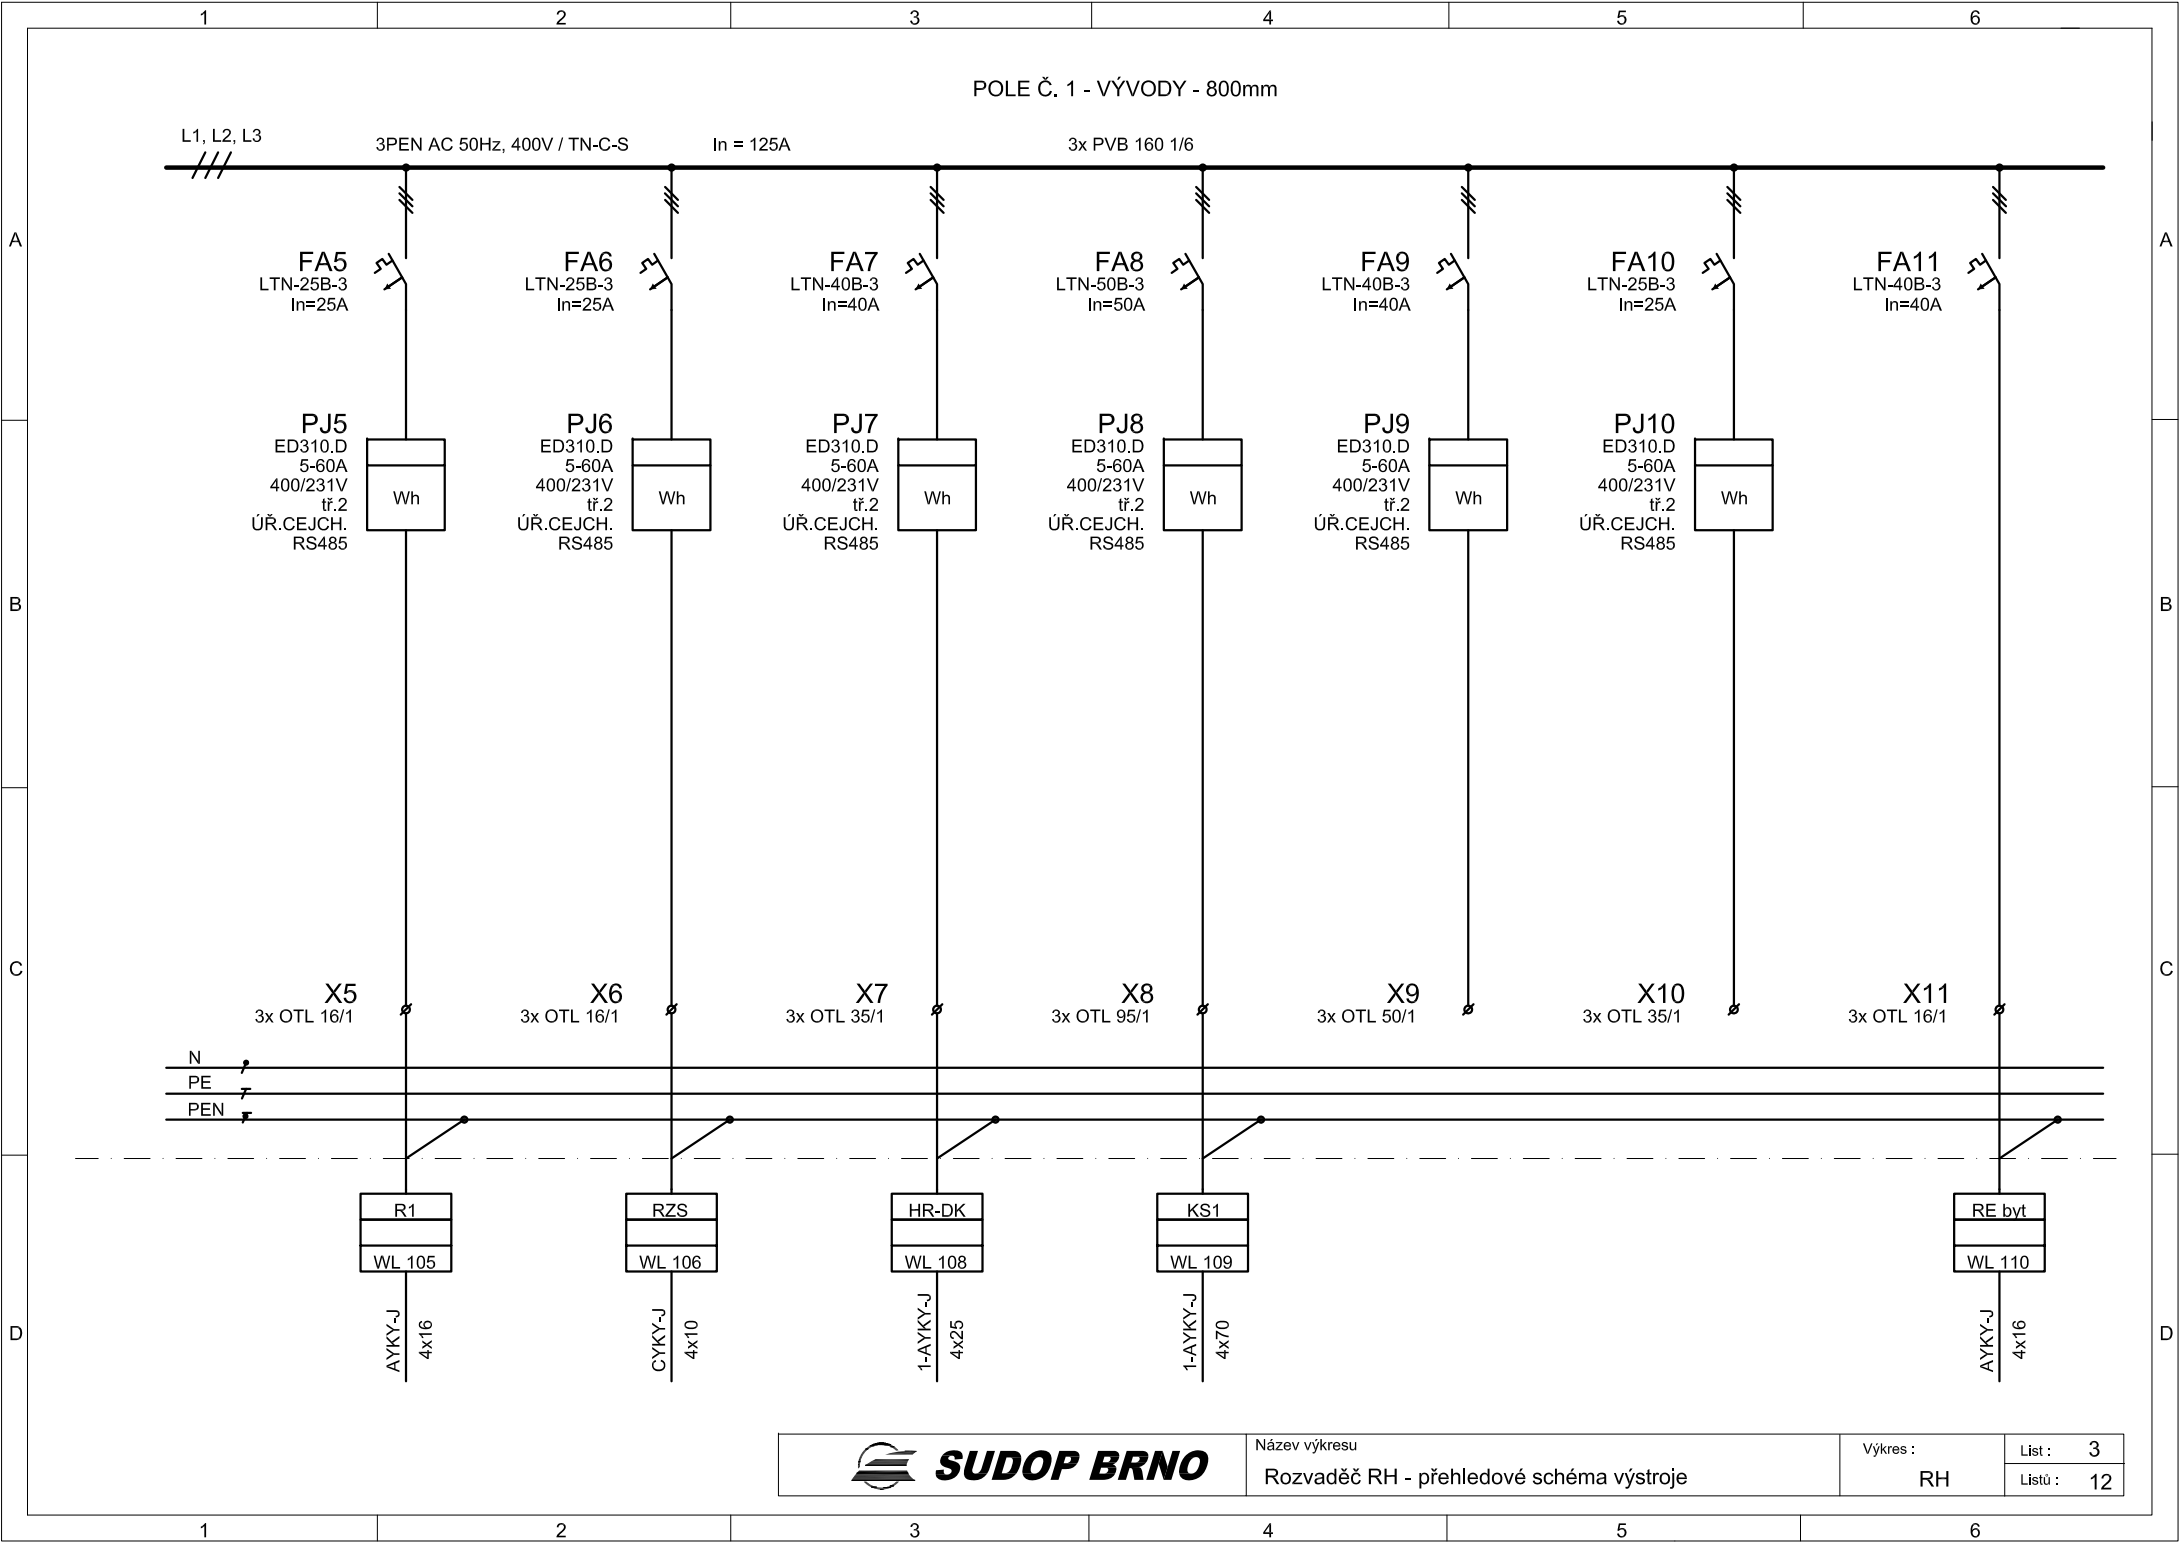 1 2 3 4 5 6
POLE Č. 1 - VÝVODY - 800mm
L1, L2, L3
3PEN AC 50Hz, 400V / TN-C-S In = 125A 3x PVB 160 1/6
A A
FA5
LTN-25B-3
In=25A
FA6
LTN-25B-3
In=25A
FA7
LTN-40B-3
In=40A
FA8
LTN-50B-3
In=50A
FA9
LTN-40B-3
In=40A
FA10
LTN-25B-3
In=25A
FA11
LTN-40B-3
In=40A
PJ5
ED310.D
5-60A
400/231V
tř.2
ÚŘ.CEJCH.
RS485
Wh
PJ6
ED310.D
5-60A
400/231V
tř.2
ÚŘ.CEJCH.
RS485
Wh
PJ7
ED310.D
5-60A
400/231V
tř.2
ÚŘ.CEJCH.
RS485
Wh
PJ8
ED310.D
5-60A
400/231V
tř.2
ÚŘ.CEJCH.
RS485
Wh
PJ9
ED310.D
5-60A
400/231V
tř.2
ÚŘ.CEJCH.
RS485
Wh
PJ10
ED310.D
5-60A
400/231V
tř.2
ÚŘ.CEJCH.
RS485
Wh
B B
C C
X5
3x OTL 16/1
X6
3x OTL 16/1
X7
3x OTL 35/1
X8
3x OTL 95/1
X9
3x OTL 50/1
X10
3x OTL 35/1
X11
3x OTL 16/1
N
PE
PEN
R1
WL 105
AYKY-J
4x16
RZS
WL 106
CYKY-J
4x10
HR-DK
WL 108
1-AYKY-J
4x25
KS1
WL 109
1-AYKY-J
4x70
RE byt
WL 110
AYKY-J
4x16
D D
SUDOP BRNO
Název výkresu
Rozvaděč RH - přehledové schéma výstroje
Výkres :
RH
List : 3
Listů : 12
1 2 3 4 5 6